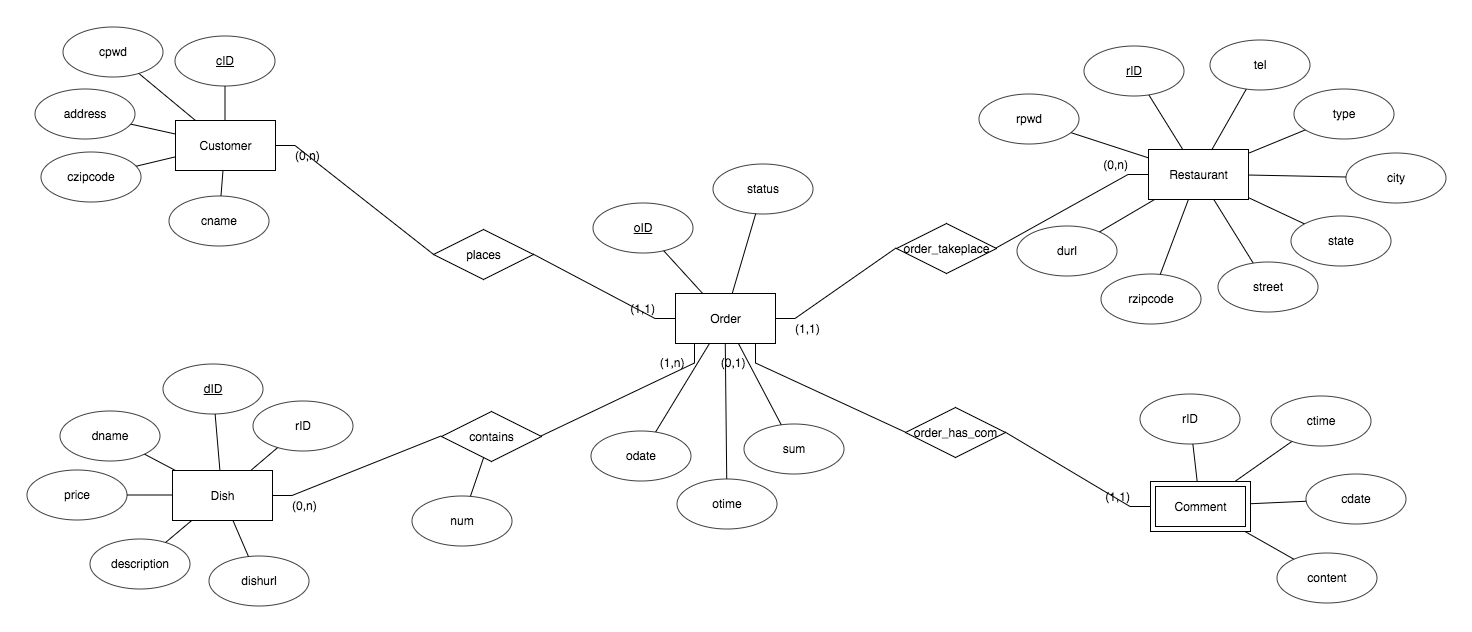 cpwd
cID
address
Customer
czipcode
cname
(0,n)
places
(1,1)
oID
status
Order
(1,1)
order_takeplace
(0,n)
rID
tel
rpwd
type
Restaurant
city
durl
state
rzipcode
street
(1,n)
(0,1)
dID
dname
rID
price
Dish
(0,n)
description
dishurl
contains
num
odate
otime
sum
order_has_com
(1,1)
rID
ctime
Comment
cdate
content